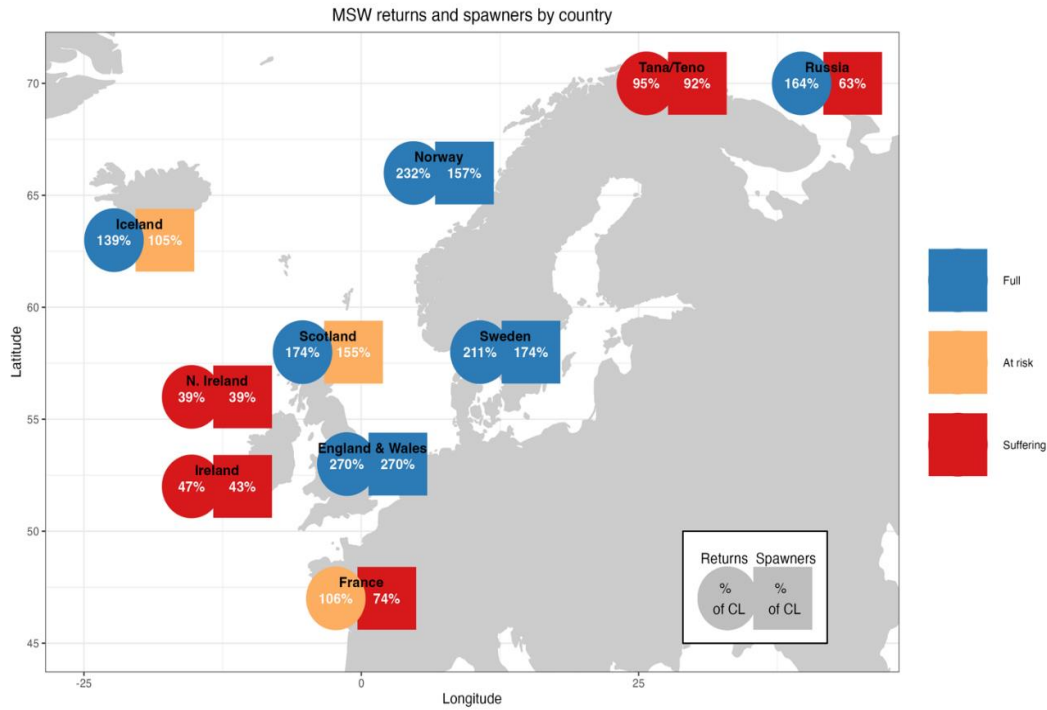 MSW returns and spawners by country
70
65
60
55
50
45
Latitude
-25
0
25
Longitude
Tana/Teno
95% 92%
Russia
164% 63%
Norway
232% 157%
Iceland
139% 105%
Scotland
174% 155%
Sweden
211% 174%
N. Ireland
39% 39%
England & Wales
270% 270%
Ireland
47% 43%
France
106% 74%
Returns Spawners
% %
of CL of CL
Full
At risk
Suffering